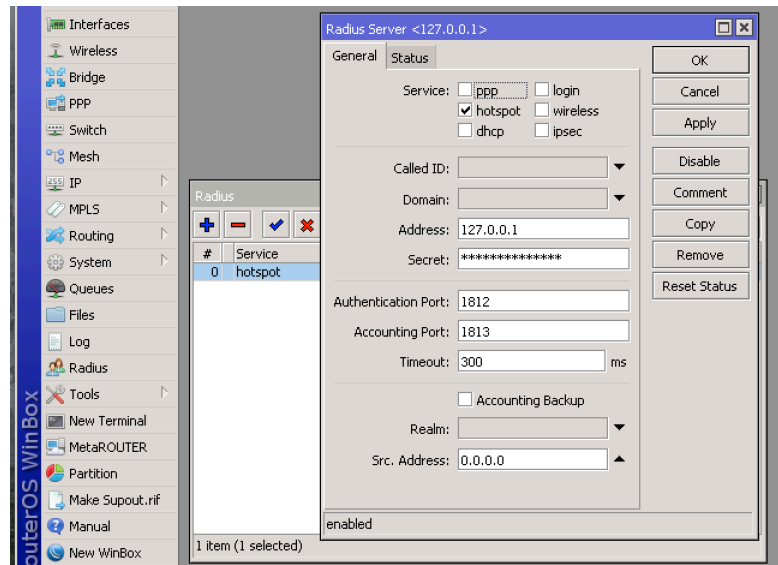 Interfaces
Wireless
Bridge
PPP
Switch
Mesh
IP
MPLS
Routing
System
Queues
Files
Log
Radius
Tools
New Terminal
MetaROUTER
Partition
Make Supout.rif
Manual
New WinBox
uterOS WinBox
Radius
# Service
0 hotspot
1 item (1 selected)
Radius Server <127.0.0.1>
General Status
Service: ppp login
hotspot wireless
dhcp ipsec
Called ID:
Domain:
Address: 127.0.0.1
Secret: **************
Authentication Port: 1812
Accounting Port: 1813
Timeout: 300 ms
Accounting Backup
Realm:
Src. Address: 0.0.0.0
enabled
OK
Cancel
Apply
Disable
Comment
Copy
Remove
Reset Status